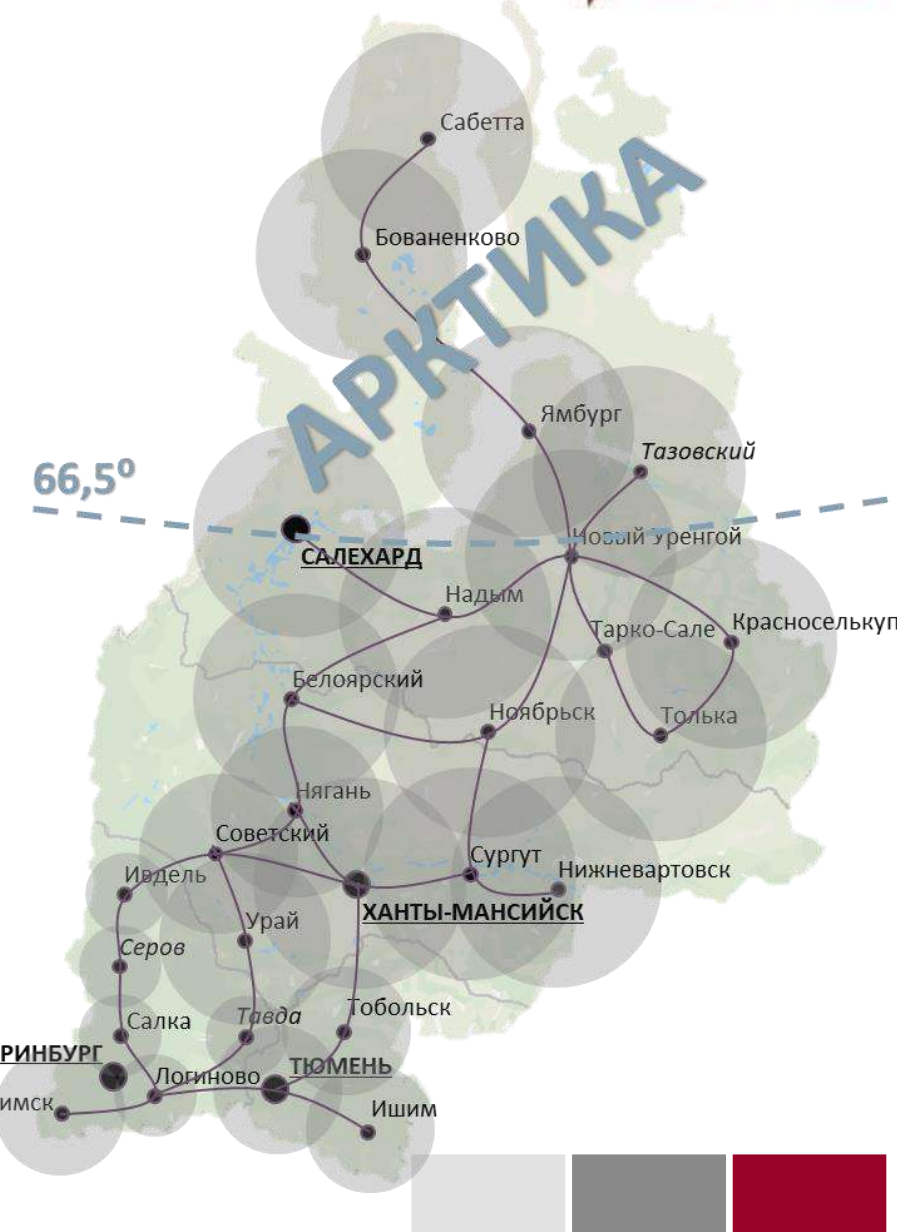 Сабетта
Бованенково
АРКТИКА
Ямбург
Тазовский
66,5⁰
Новый Уренгой
САЛЕХАРД
Надым
Тарко-Сале
Красноселькуп
Белоярский
Ноябрьск
Толька
Нягань
Советский
Сургут
Ивдель
Нижневартовск
ХАНТЫ-МАНСИЙСК
Урай
Серов
Тобольск
Тавда
Салка
РИНБУРГ
ТЮМЕНЬ
Логиново
имск
Ишим